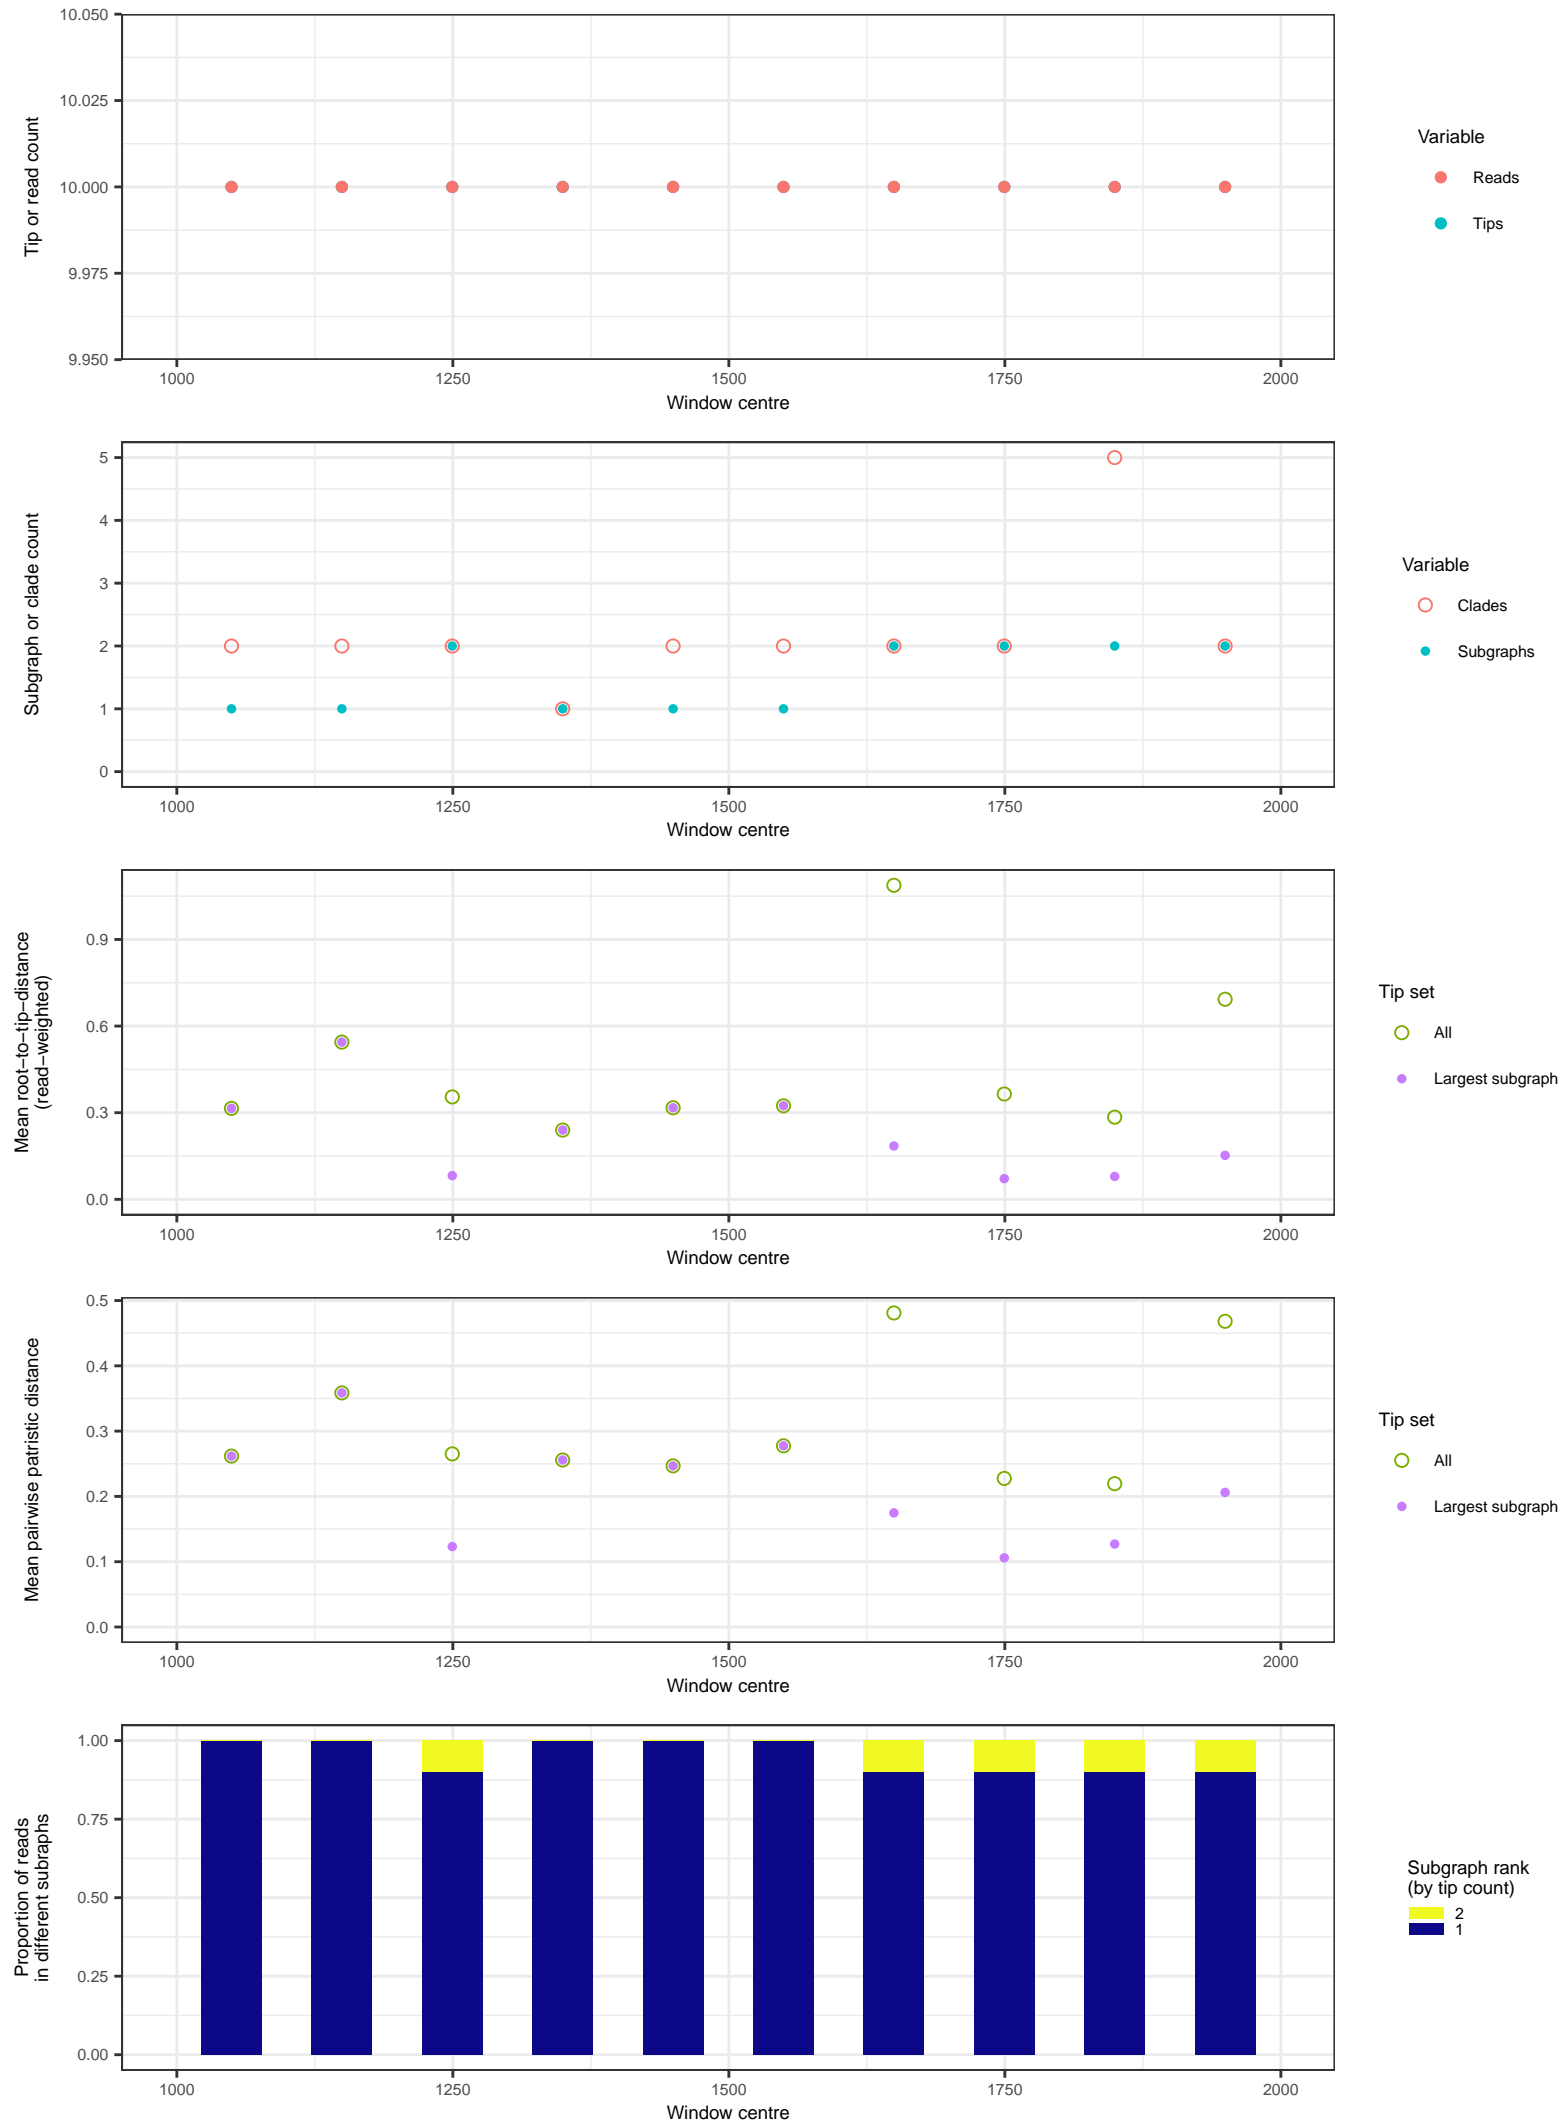 10.050
10.025
10.000
9.975
9.950
Tip or read count
1000 1250 1500 1750 2000
Window centre
Variable
Reads
Tips
5
4
3
2
1
0
Subgraph or clade count
1000 1250 1500 1750 2000
Window centre
Variable
Clades
Subgraphs
0.9
0.6
0.3
0.0
Mean root−to−tip−distance
(read−weighted)
1000 1250 1500 1750 2000
Window centre
Tip set
All
Largest subgraph
0.5
0.4
0.3
0.2
0.1
0.0
Mean pairwise patristic distance
1000 1250 1500 1750 2000
Window centre
Tip set
All
Largest subgraph
1.00
0.75
0.50
0.25
0.00
Proportion of reads
in different subraphs
1000 1250 1500 1750 2000
Window centre
Subgraph rank
(by tip count)
2
1